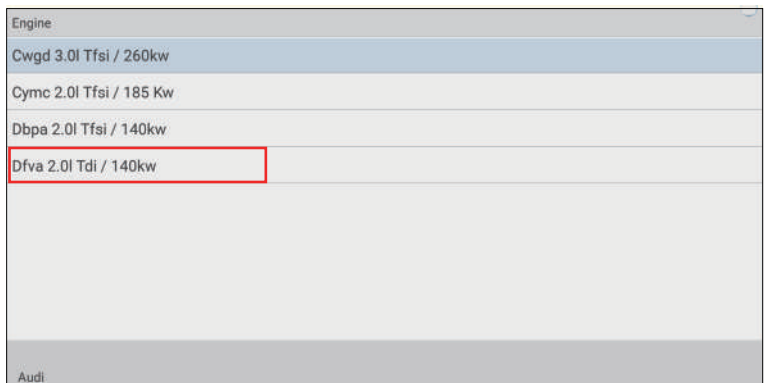 Engine
Cwgd 3.0l Tfsi / 260kw
Cymc 2.0l Tfsi / 185 Kw
Dbpa 2.0l Tfsi / 140kw
Dfva 2.0l Tdi / 140kw
Audi